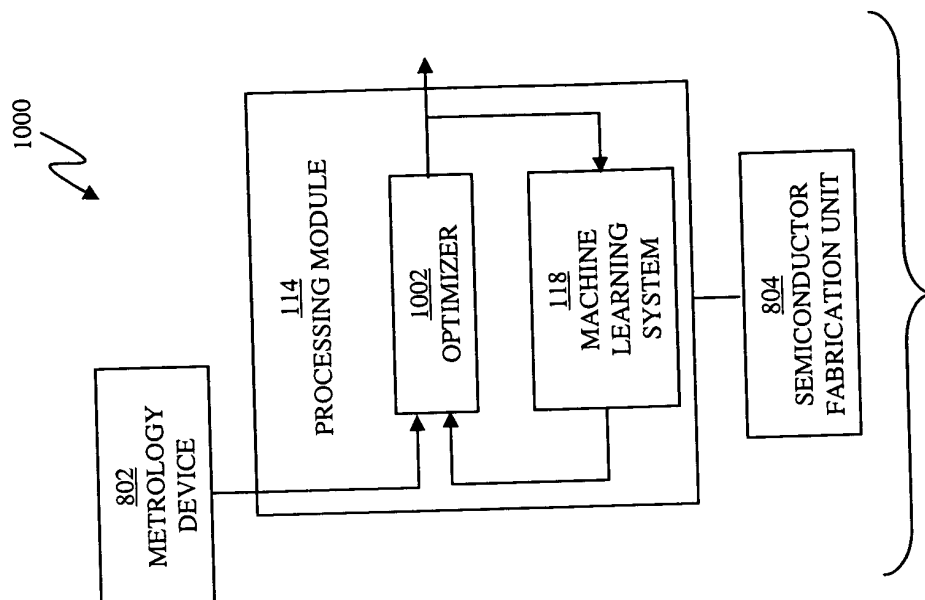 1000
802
METROLOGY
DEVICE
114
PROCESSING MODULE
1002
OPTIMIZER
118
MACHINE
LEARNING
SYSTEM
804
SEMICONDUCTOR
FABRICATION UNIT